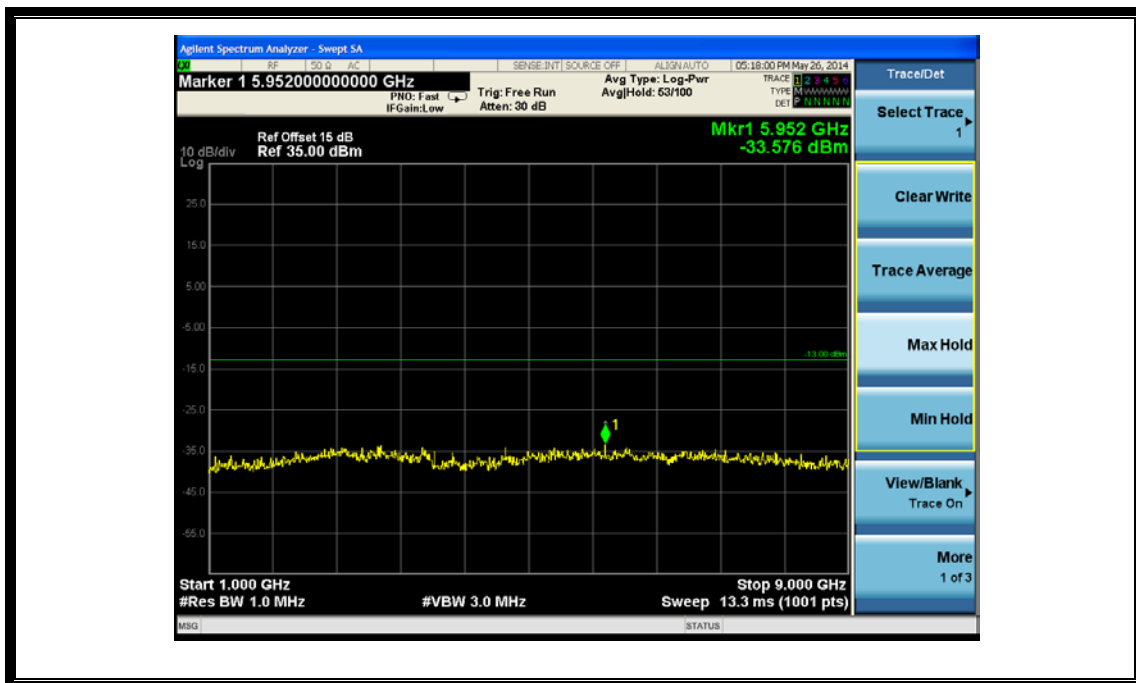 Agilent Spectrum Analyzer - Swept SA
RF 50 Ω AC SENSE:INT SOURCE OFF ALIGN AUTO 05:18:00 PM May 26, 2014
Marker 1 5.952000000000 GHz
PNO: Fast
IFGain:Low
Trig: Free Run
Atten: 30 dB
Avg Type: Log-Pwr
Avg|Hold: 53/100
TRACE 1 2 3 4 5 6
TYPE M
DET P N N N N N
Mkr1 5.952 GHz
-33.576 dBm
Ref Offset 15 dB
Ref 35.00 dBm
10 dB/div
Log
25.0
15.0
5.00
-5.00
-13.00 dBm
-15.0
-25.0
1
-35.0
-45.0
-55.0
Start 1.000 GHz
Stop 9.000 GHz
#Res BW 1.0 MHz
#VBW 3.0 MHz
Sweep 13.3 ms (1001 pts)
MSG
STATUS
Trace/Det
Select Trace
1
Clear Write
Trace Average
Max Hold
Min Hold
View/Blank
Trace On
More
1 of 3